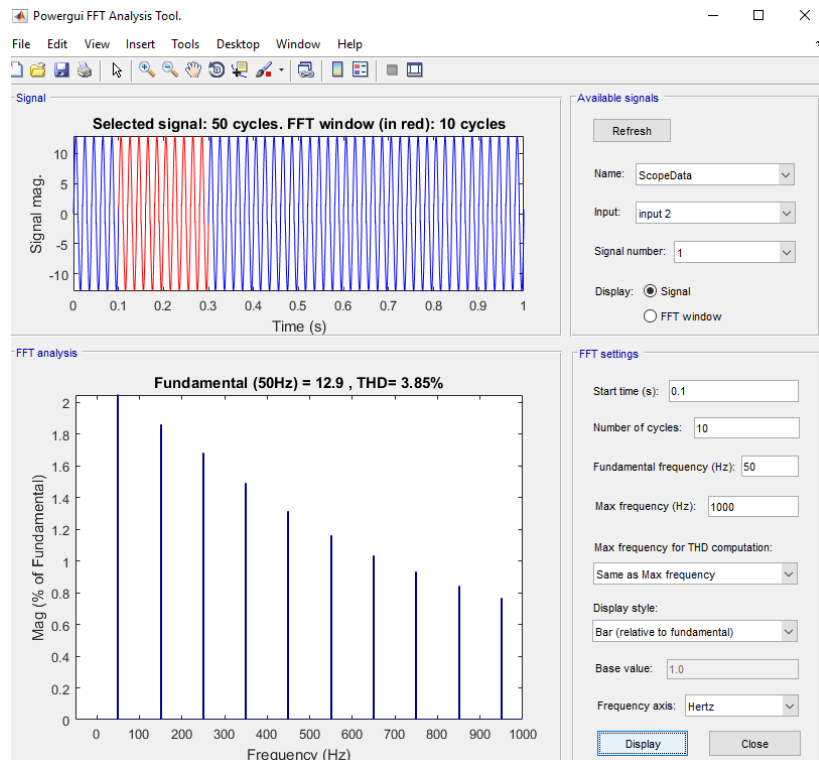 Powergui FFT Analysis Tool.
File Edit View Insert Tools Desktop Window Help
Signal
Selected signal: 50 cycles. FFT window (in red): 10 cycles
Signal mag.
10
5
0
-5
-10
0 0.1 0.2 0.3 0.4 0.5 0.6 0.7 0.8 0.9 1
Time (s)
Available signals
Refresh
Name: ScopeData
Input: input 2
Signal number: 1
Display: Signal
FFT window
FFT analysis
Fundamental (50Hz) = 12.9 , THD= 3.85%
Mag (% of Fundamental)
2
1.8
1.6
1.4
1.2
1
0.8
0.6
0.4
0.2
0
0 100 200 300 400 500 600 700 800 900 1000
Frequency (Hz)
FFT settings
Start time (s): 0.1
Number of cycles: 10
Fundamental frequency (Hz): 50
Max frequency (Hz): 1000
Max frequency for THD computation:
Same as Max frequency
Display style:
Bar (relative to fundamental)
Base value: 1.0
Frequency axis: Hertz
Display Close